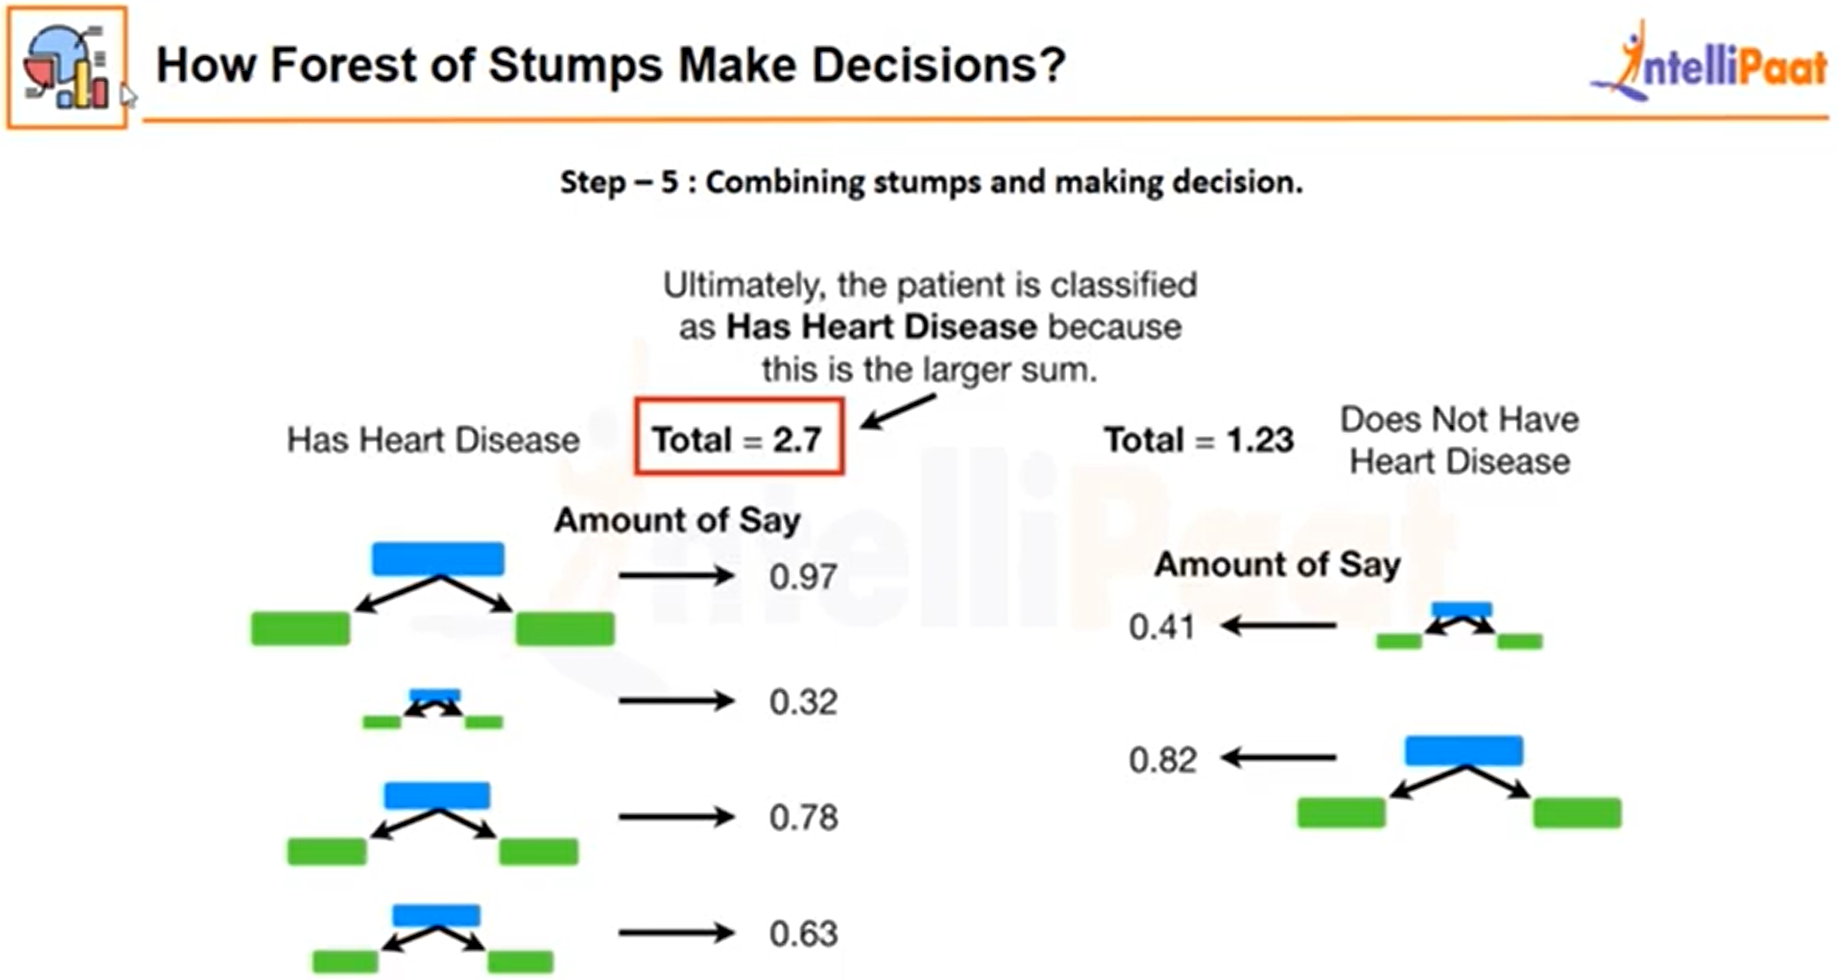 How Forest of Stumps Make Decisions?
IntelliPaat
Step – 5 : Combining stumps and making decision.
Ultimately, the patient is classified
as Has Heart Disease because
this is the larger sum.
Has Heart Disease
Total = 2.7
Total = 1.23
Does Not Have
Heart Disease
Amount of Say
0.97
0.32
0.78
0.63
Amount of Say
0.41
0.82
IntelliPaat